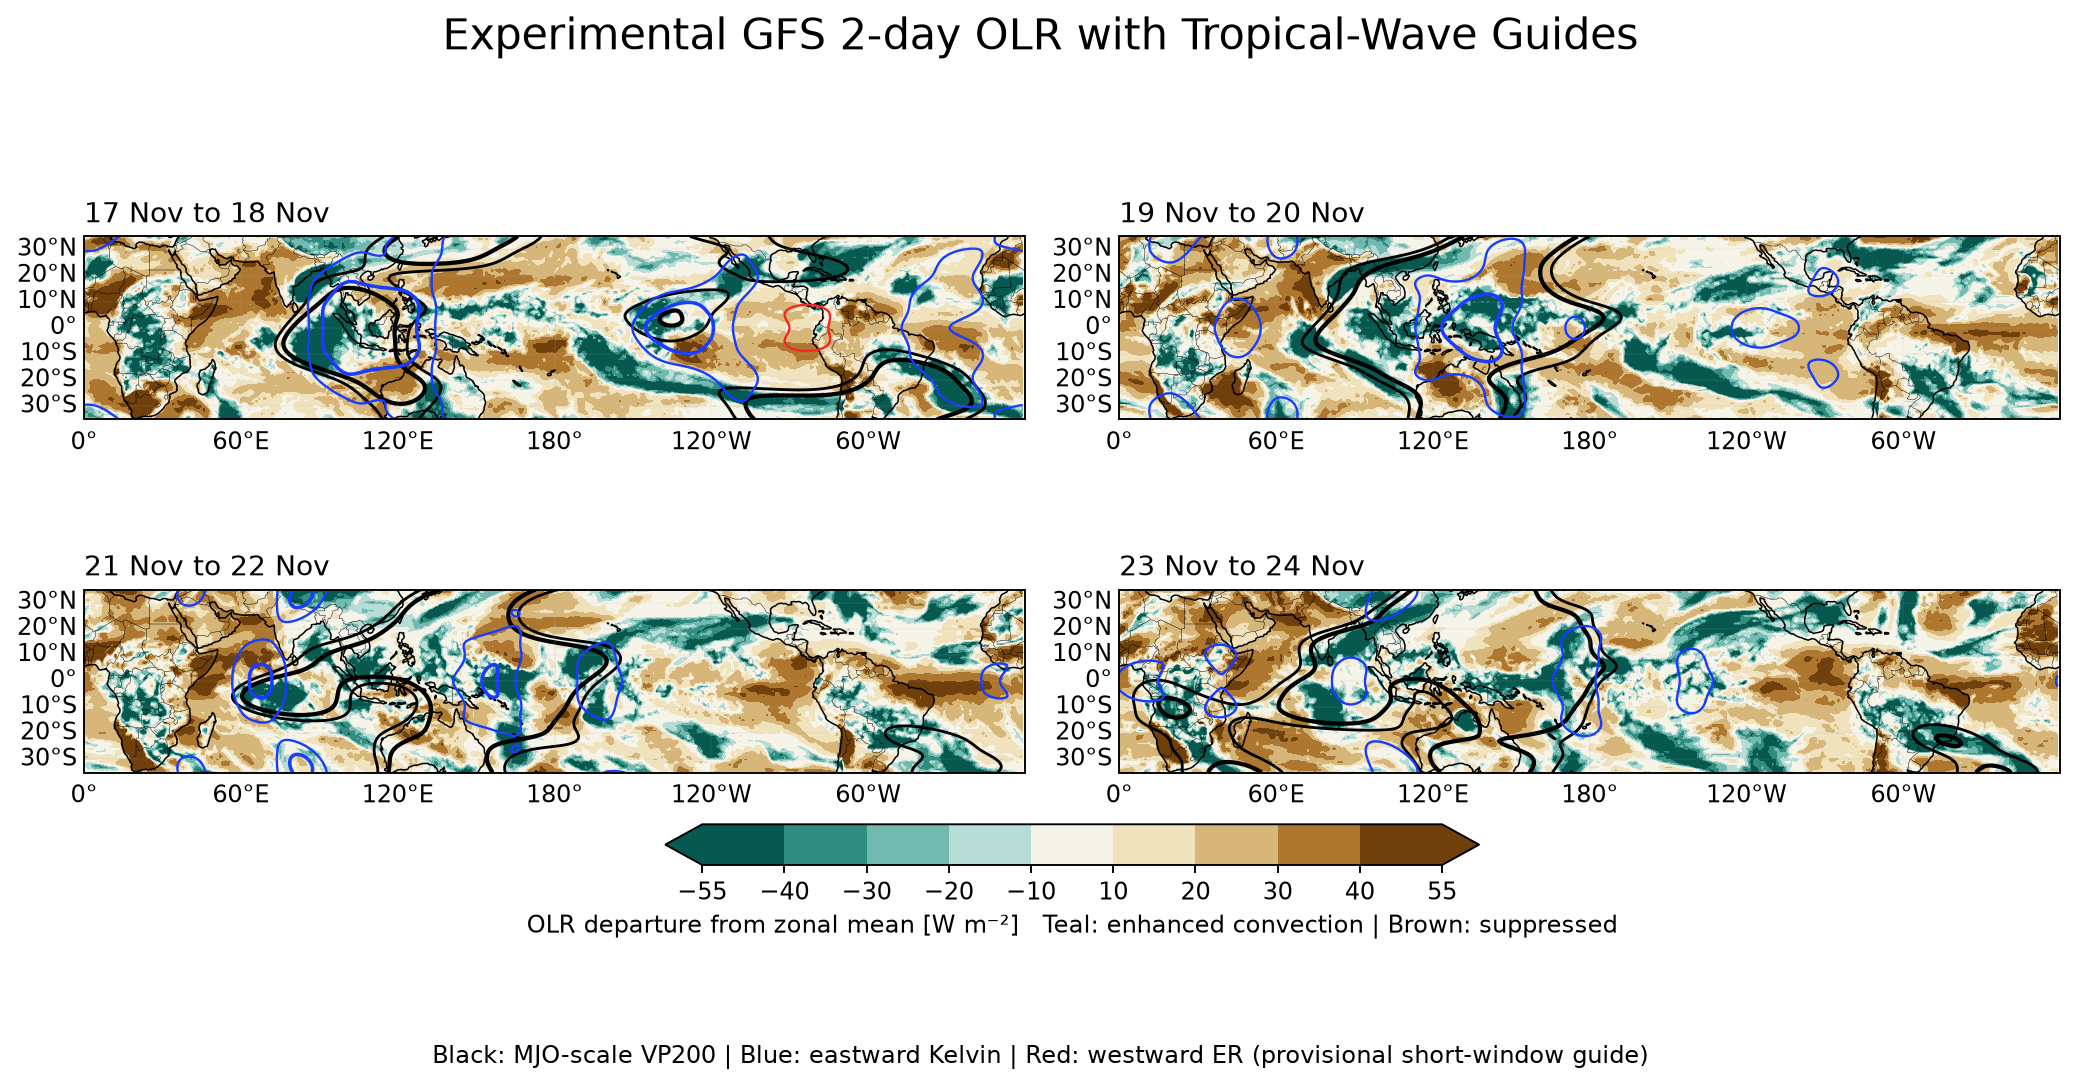 Experimental GFS 2-day OLR with Tropical-Wave Guides
17 Nov to 18 Nov
30°N
20°N
10°N
0°
10°S
20°S
30°S
0° 60°E 120°E 180° 120°W 60°W
19 Nov to 20 Nov
30°N
20°N
10°N
0°
10°S
20°S
30°S
0° 60°E 120°E 180° 120°W 60°W
21 Nov to 22 Nov
30°N
20°N
10°N
0°
10°S
20°S
30°S
0° 60°E 120°E 180° 120°W 60°W
23 Nov to 24 Nov
30°N
20°N
10°N
0°
10°S
20°S
30°S
0° 60°E 120°E 180° 120°W 60°W
−55 −40 −30 −20 −10 10 20 30 40 55
OLR departure from zonal mean [W m⁻²] Teal: enhanced convection | Brown: suppressed
Black: MJO-scale VP200 | Blue: eastward Kelvin | Red: westward ER (provisional short-window guide)